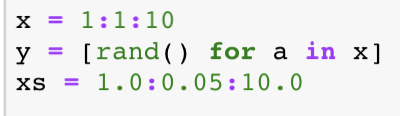 x = 1:1:10
y = [rand() for a in x]
xs = 1.0:0.05:10.0